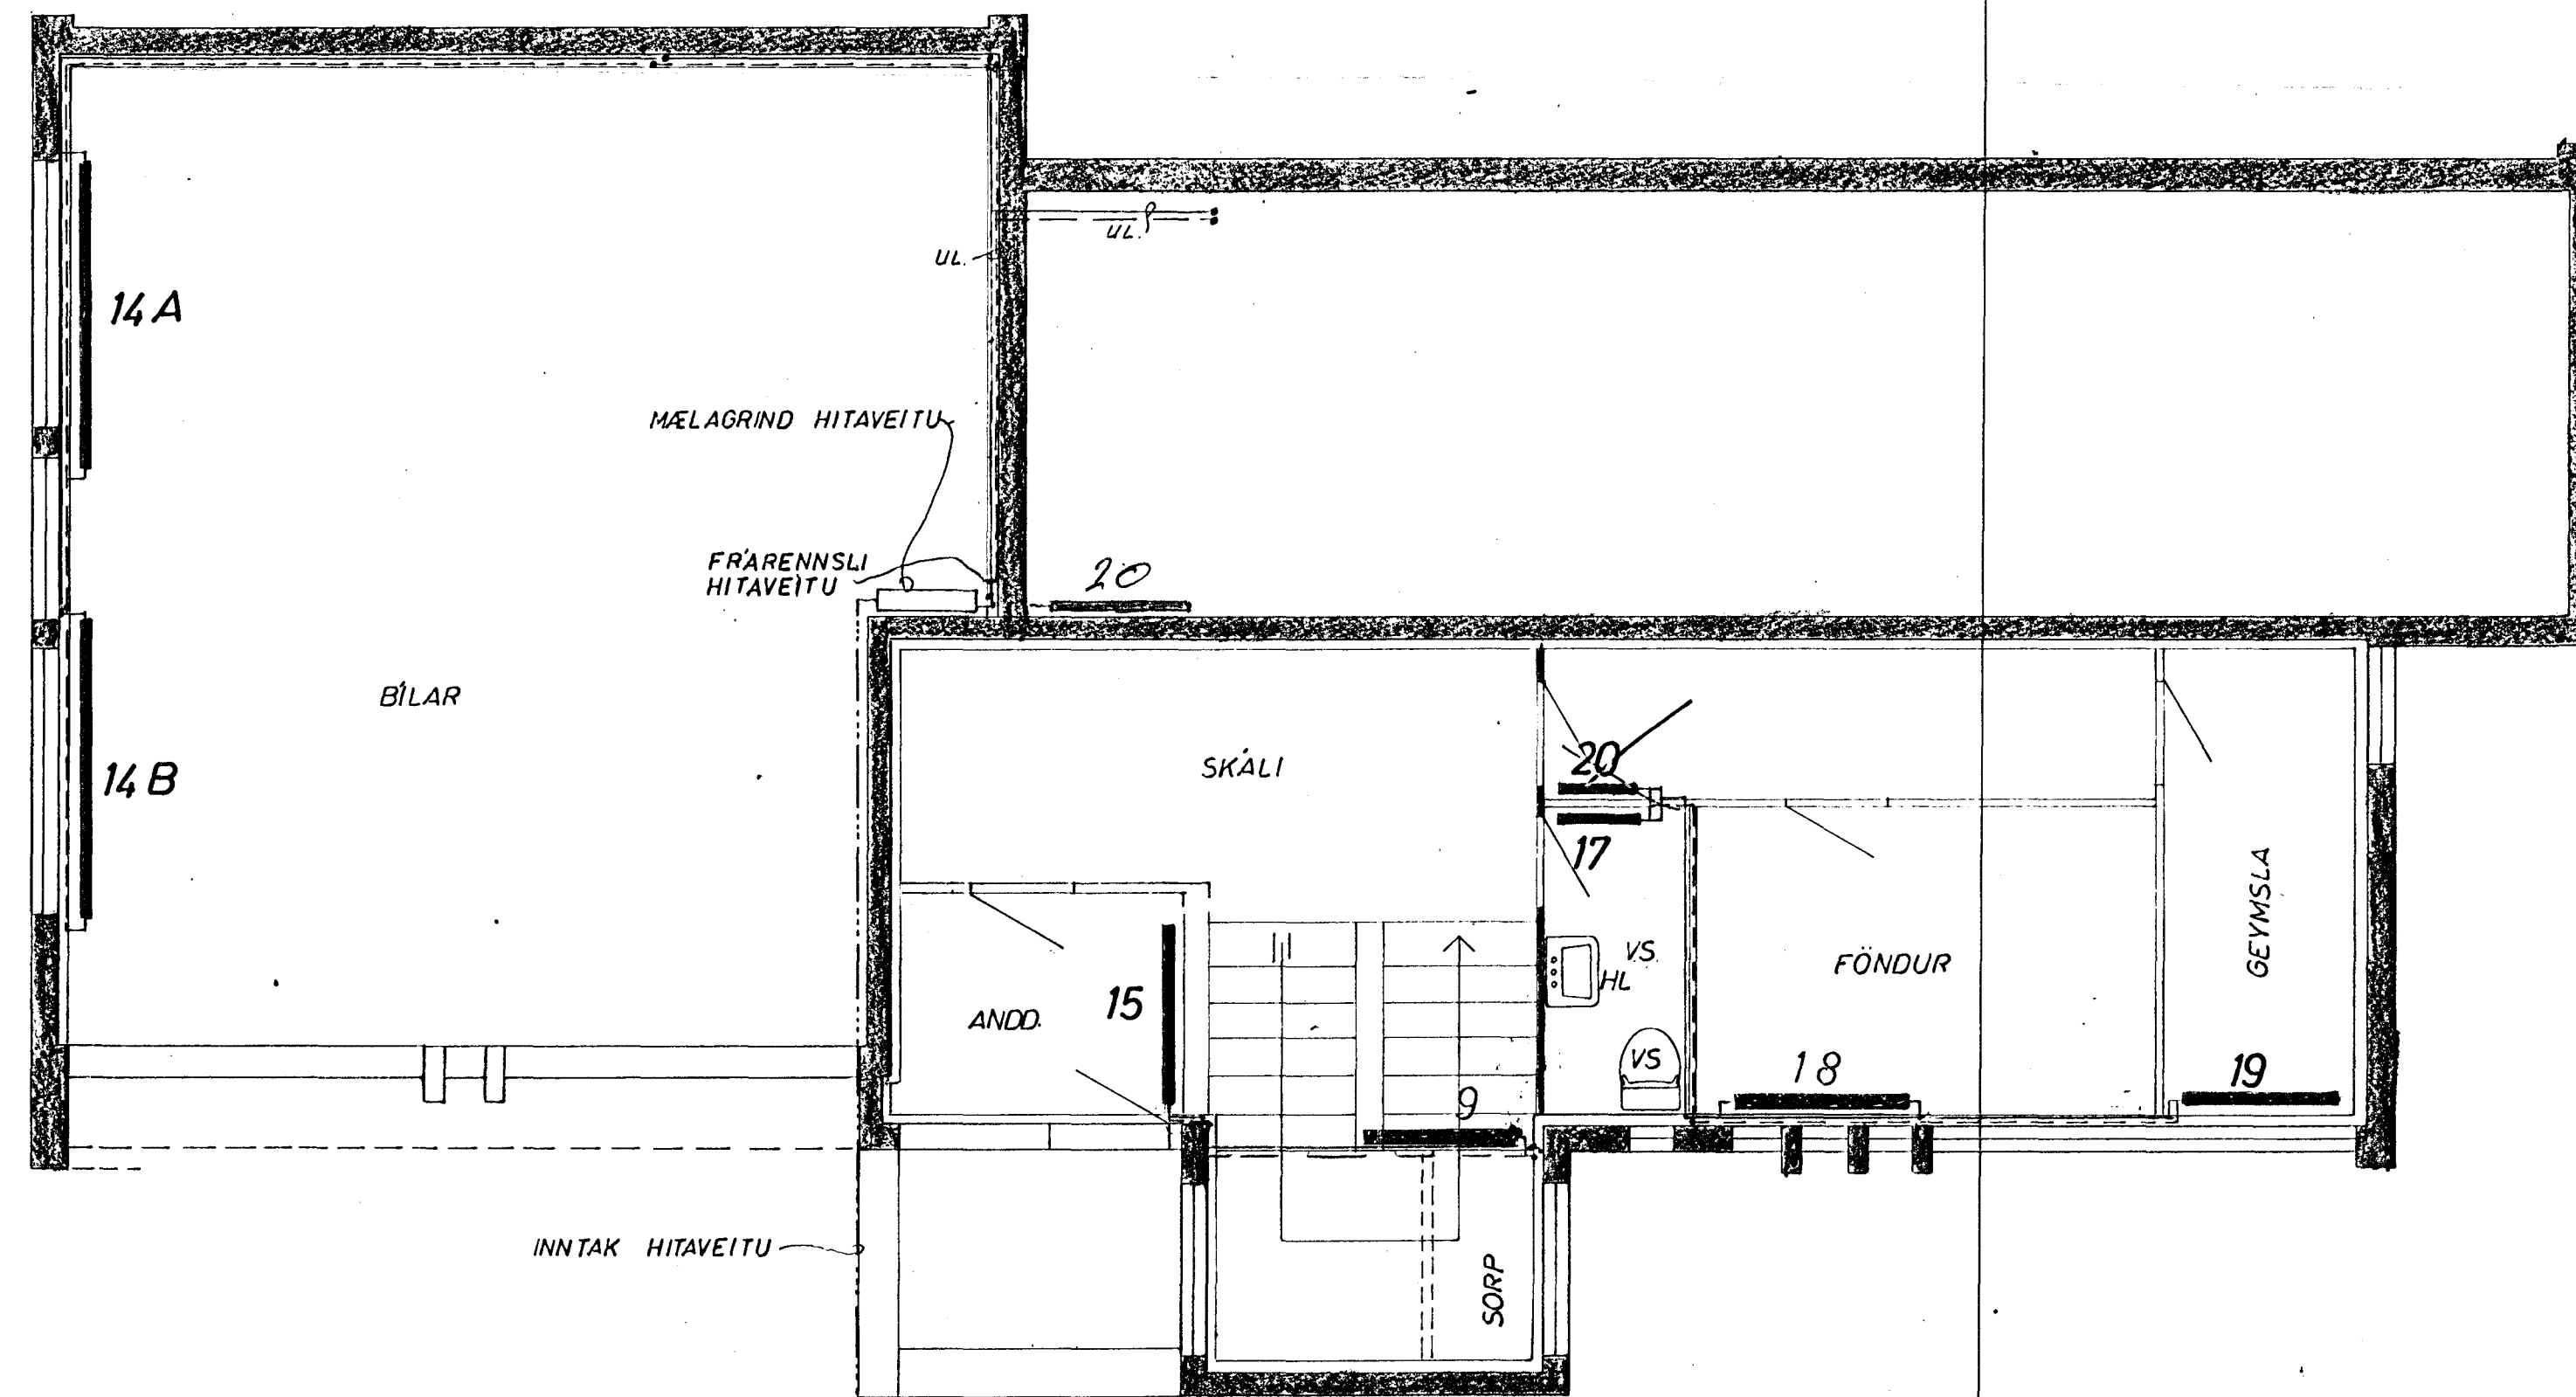 UL.
UL.
14A
MÆLAGRIND HITAVEITU
FRÁRENNSLI
HITAVEITU
20
BÍLAR
14B
SKÁLI
20
17
GEYMSLA
VS.
HL
FÖNDUR
ANDD.
15
VS
18
19
9
INNTAK HITAVEITU
SORP